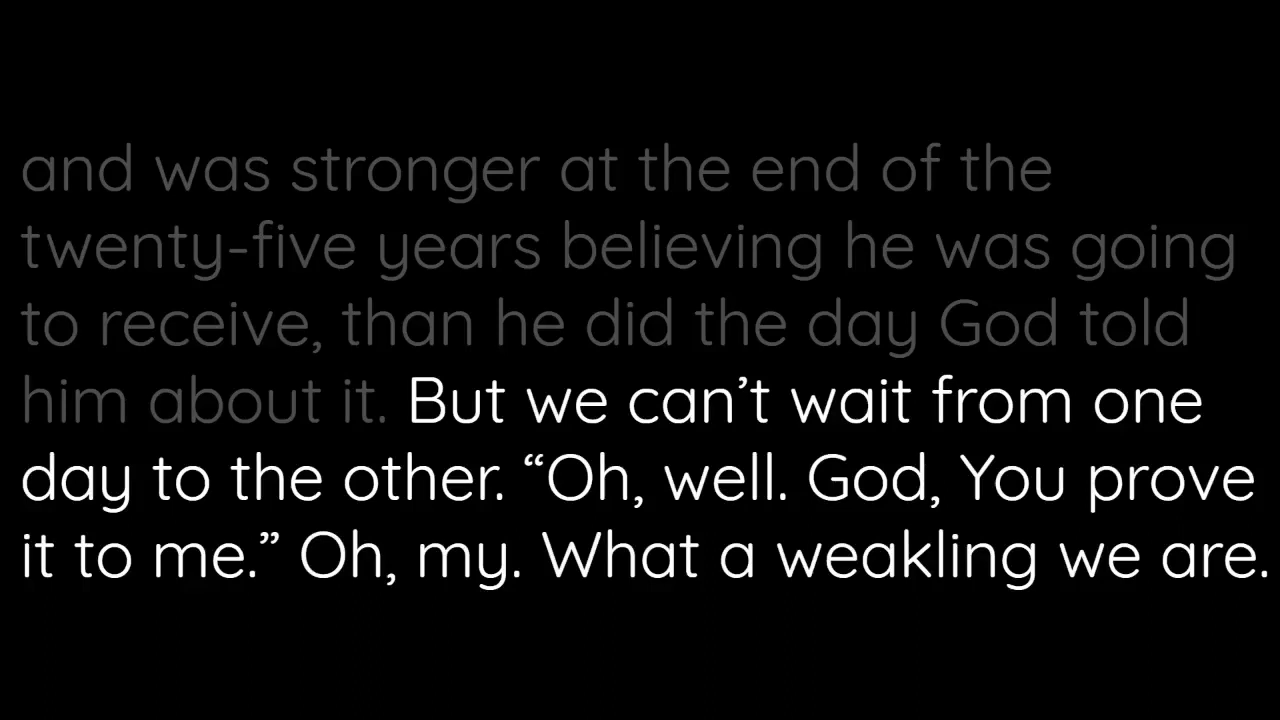 and was stronger at the end of the
twenty-five years believing he was going
to receive, than he did the day God told
him about it. But we can’t wait from one
day to the other. “Oh, well. God, You prove
it to me.” Oh, my. What a weakling we are.